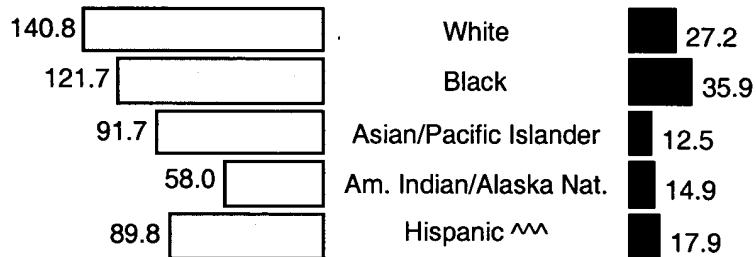 140.8 White 27.2
121.7 Black 35.9
91.7 Asian/Pacific Islander 12.5
58.0 Am. Indian/Alaska Nat. 14.9
89.8 Hispanic ^^^ 17.9